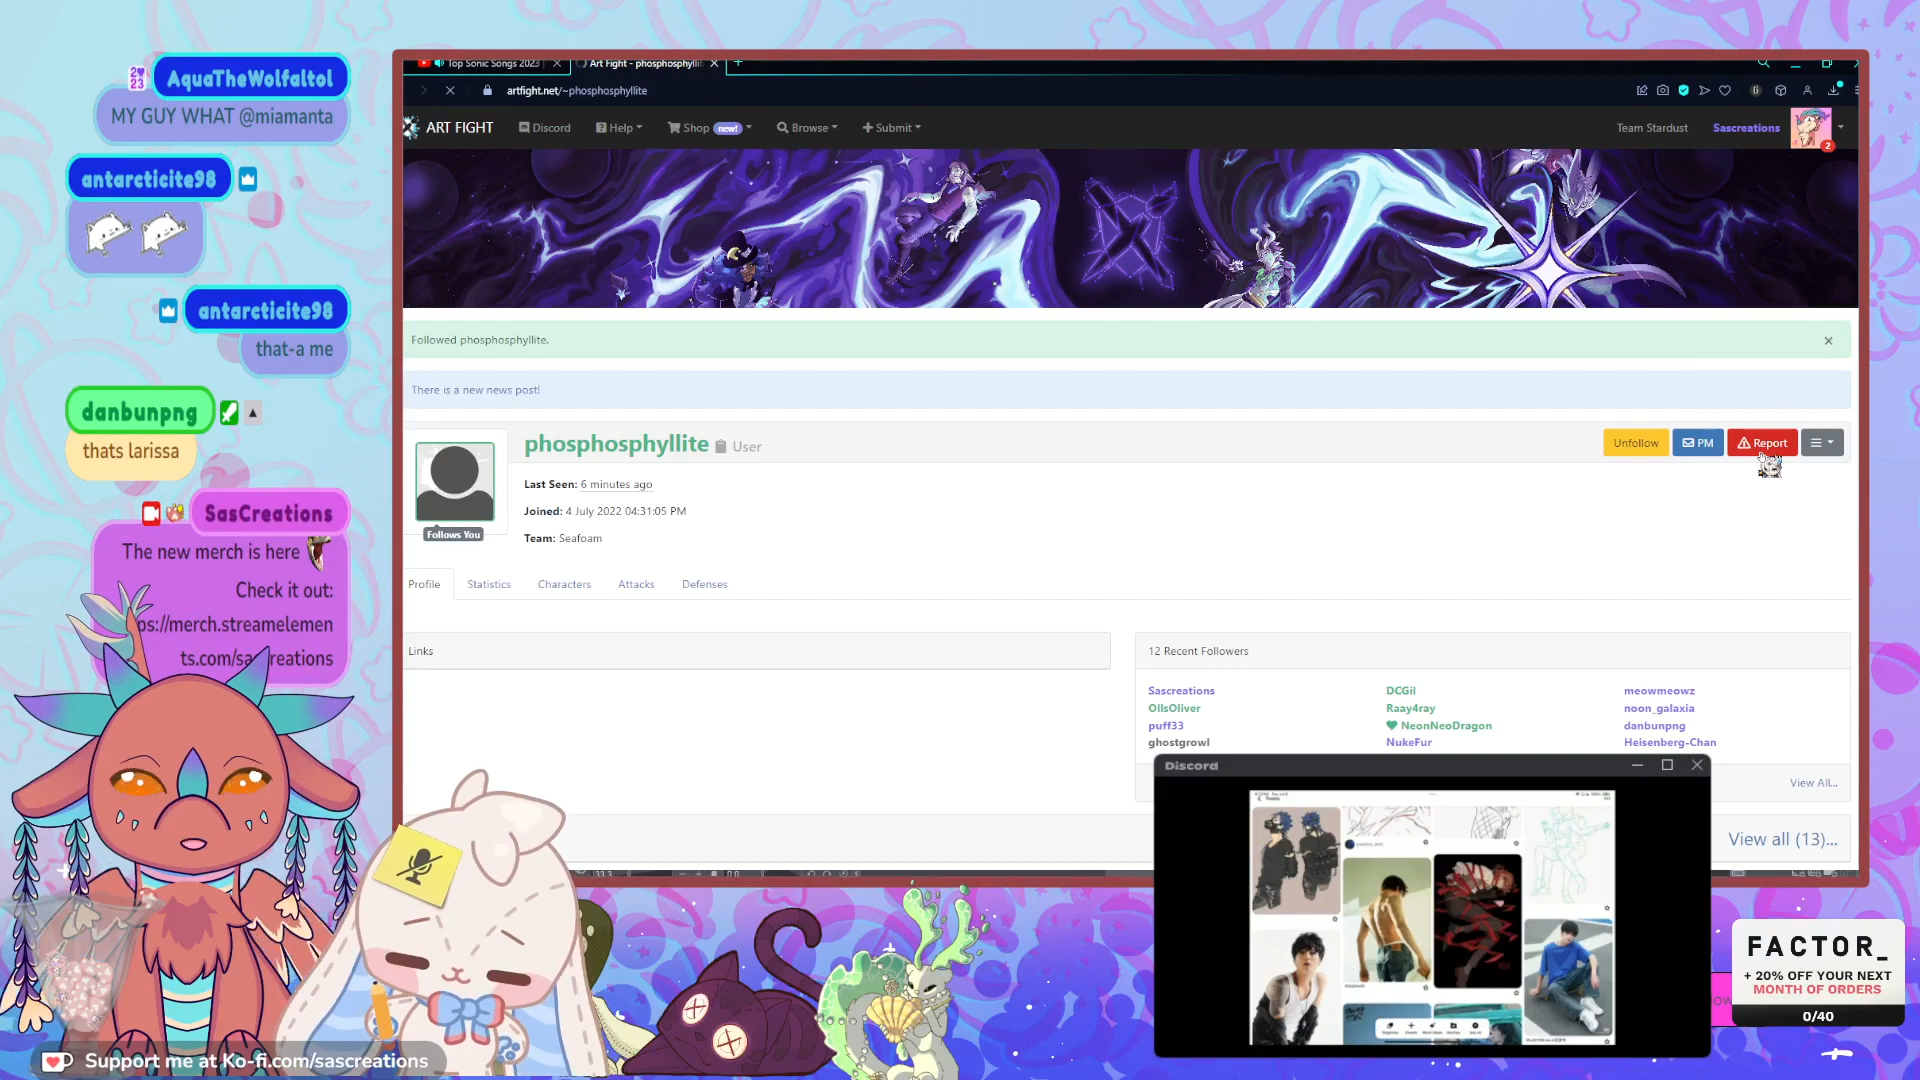 AquaTheWolfaltol
MY GUY WHAT @miamanta
antarcticite98
antarcticite98
that-a me
danbunpng
thats larissa
SasCreations
The new merch is here
Check it out:
ps://merch.streamelemen
ts.com/sascreations
Support me at Ko-fi.com/sascreations
Top Sonic Songs 2023
Art Fight - phosphosphylli
artfight.net/~phosphosphyllite
ART FIGHT
Discord
Help
Shop new!
Browse
Submit
Team Stardust
Sascreations
2
Followed phosphosphyllite.
There is a new news post!
phosphosphyllite User
Unfollow
PM
Report
Last Seen: 6 minutes ago
Joined: 4 July 2022 04:31:05 PM
Team: Seafoam
Follows You
Profile
Statistics
Characters
Attacks
Defenses
Links
12 Recent Followers
Sascreations
DCGil
meowmeowz
OllsOliver
Raay4ray
noon_galaxia
puff33
NeonNeoDragon
danbunpng
ghostgrowl
NukeFur
Heisenberg-Chan
View All...
View all (13)...
Discord
FACTOR_
+ 20% OFF YOUR NEXT
MONTH OF ORDERS
0/40